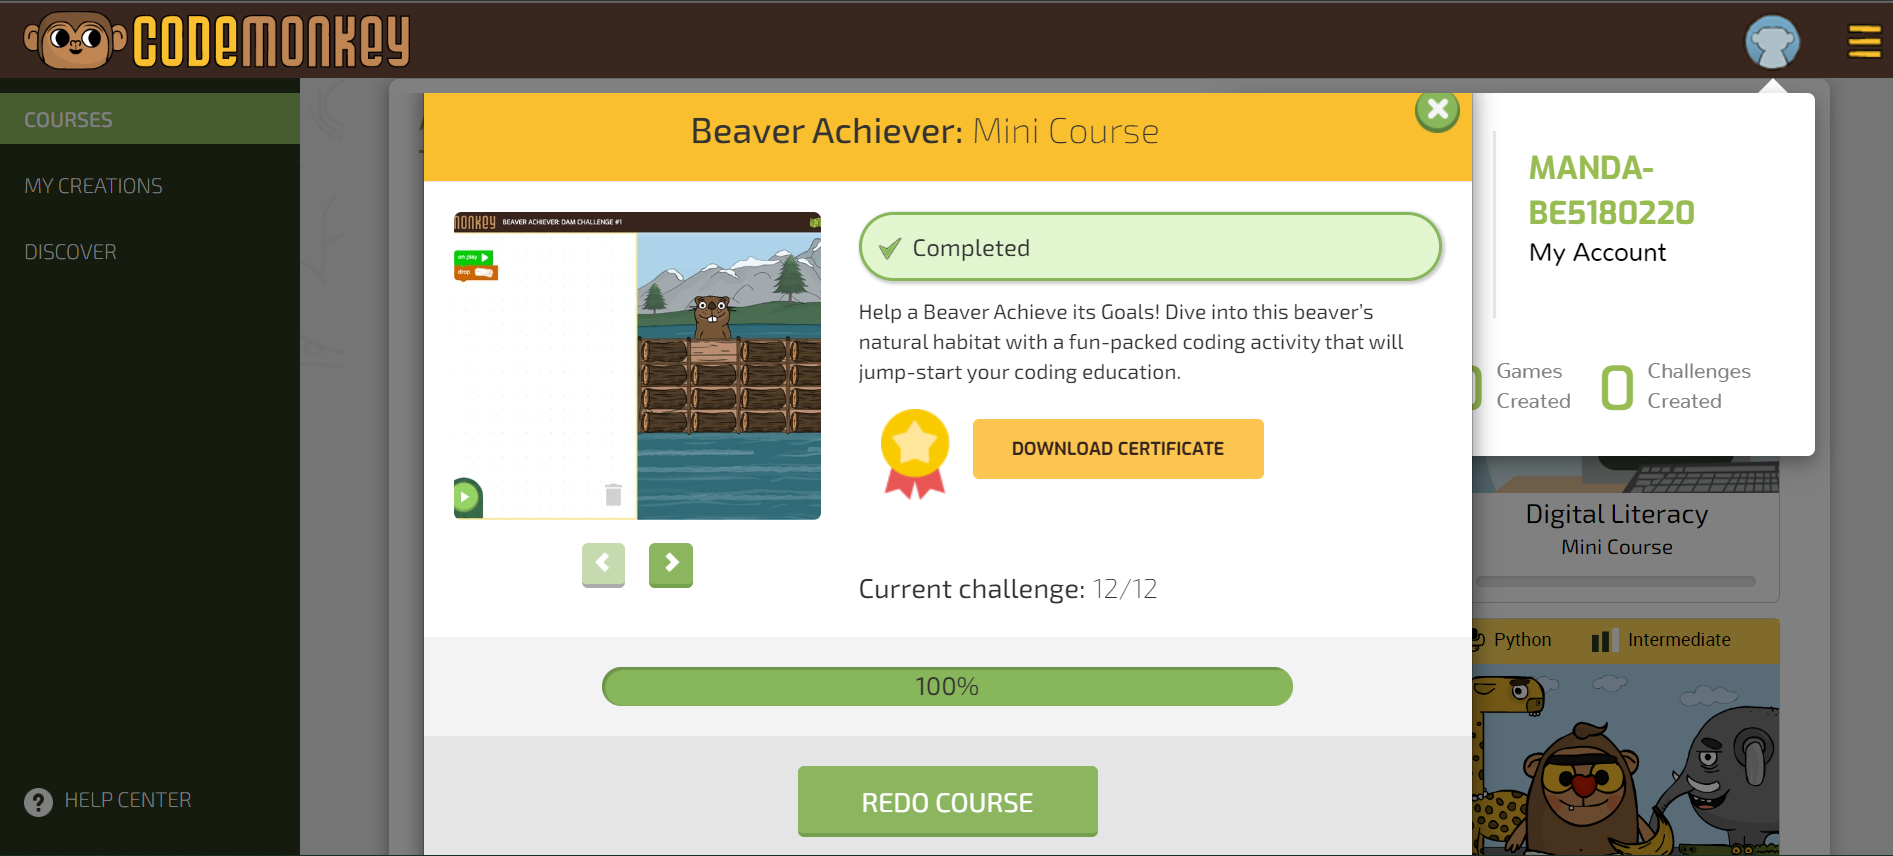 CODEMONKEY
COURSES
MY CREATIONS
DISCOVER
HELP CENTER
Beaver Achiever: Mini Course
MONKEY BEAVER ACHIEVER: DAM CHALLENGE #1
on play
drop
Completed
Help a Beaver Achieve its Goals! Dive into this beaver's
natural habitat with a fun-packed coding activity that will
jump-start your coding education.
DOWNLOAD CERTIFICATE
Current challenge: 12/12
100%
REDO COURSE
MANDA-
BE5180220
My Account
Games
Created
0 Challenges
Created
Digital Literacy
Mini Course
Python Intermediate